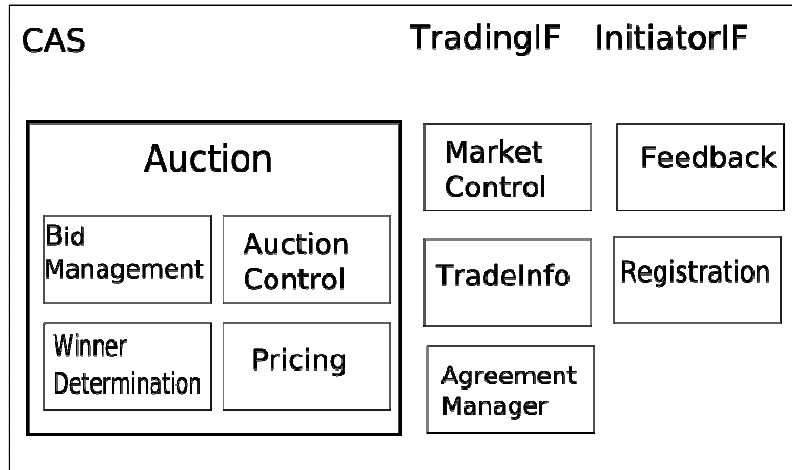 CAS
TradingIF
InitiatorIF
Auction
Bid
Management
Auction
Control
Winner
Determination
Pricing
Market
Control
TradeInfo
Agreement
Manager
Feedback
Registration